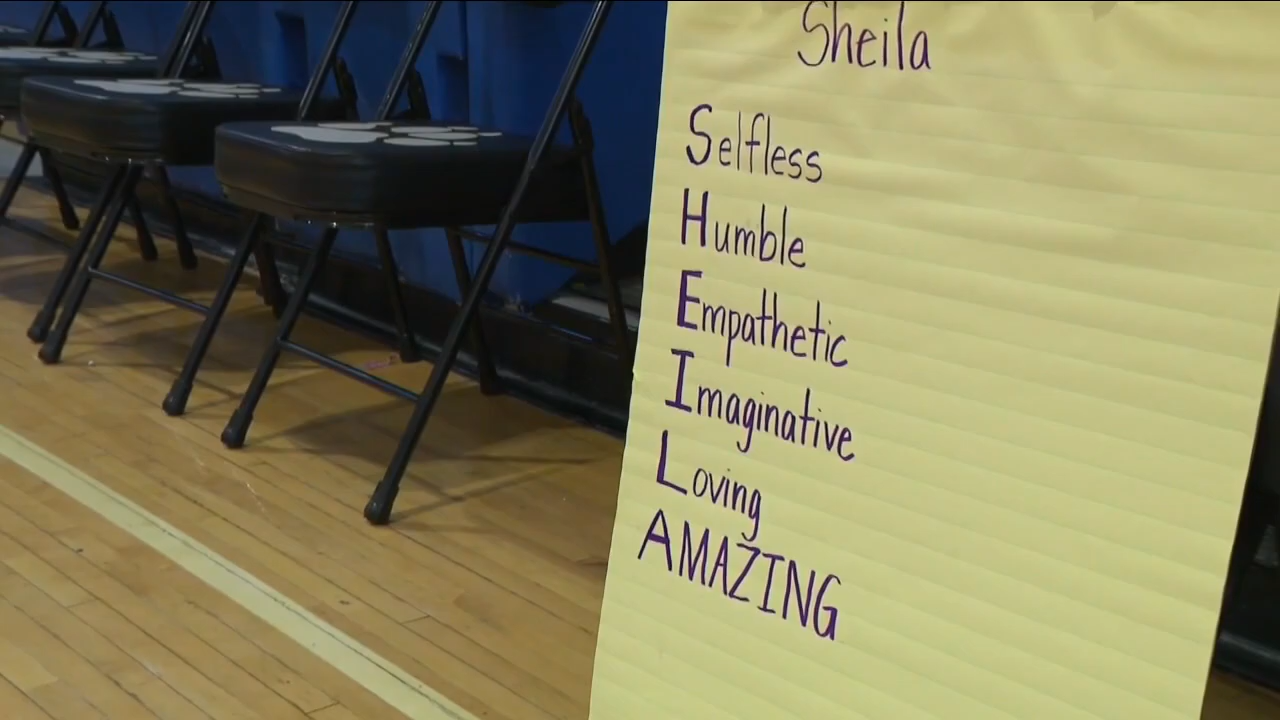 Sheila
Selfless
Humble
Empathetic
Imaginative
Loving
AMAZING